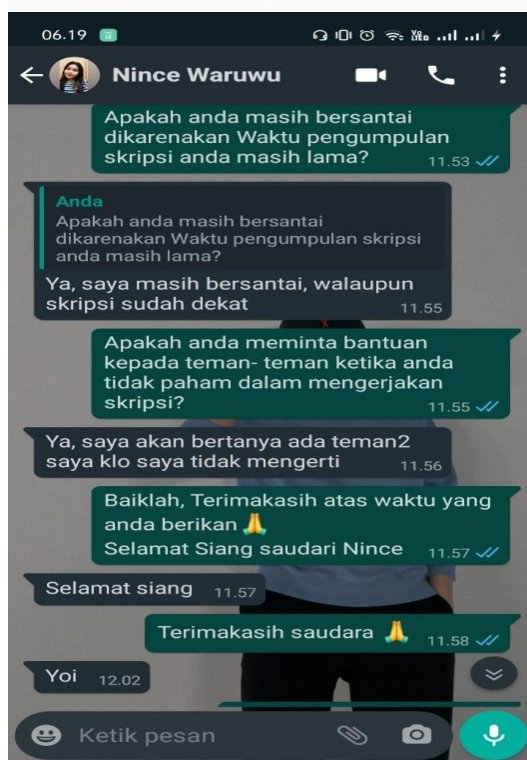 06.19
Nince Waruwu
Apakah anda masih bersantai
dikarenakan Waktu pengumpulan
skripsi anda masih lama?
11.53
Anda
Apakah anda masih bersantai
dikarenakan Waktu pengumpulan skripsi
anda masih lama?
Ya, saya masih bersantai, walaupun
skripsi sudah dekat
11.55
Apakah anda meminta bantuan
kepada teman- teman ketika anda
tidak paham dalam mengerjakan
skripsi?
11.55
Ya, saya akan bertanya ada teman2
saya klo saya tidak mengerti
11.56
Baiklah, Terimakasih atas waktu yang
anda berikan 🙏
Selamat Siang saudari Nince
11.57
Selamat siang
11.57
Terimakasih saudara 🙏
11.58
Yoi
12.02
Ketik pesan